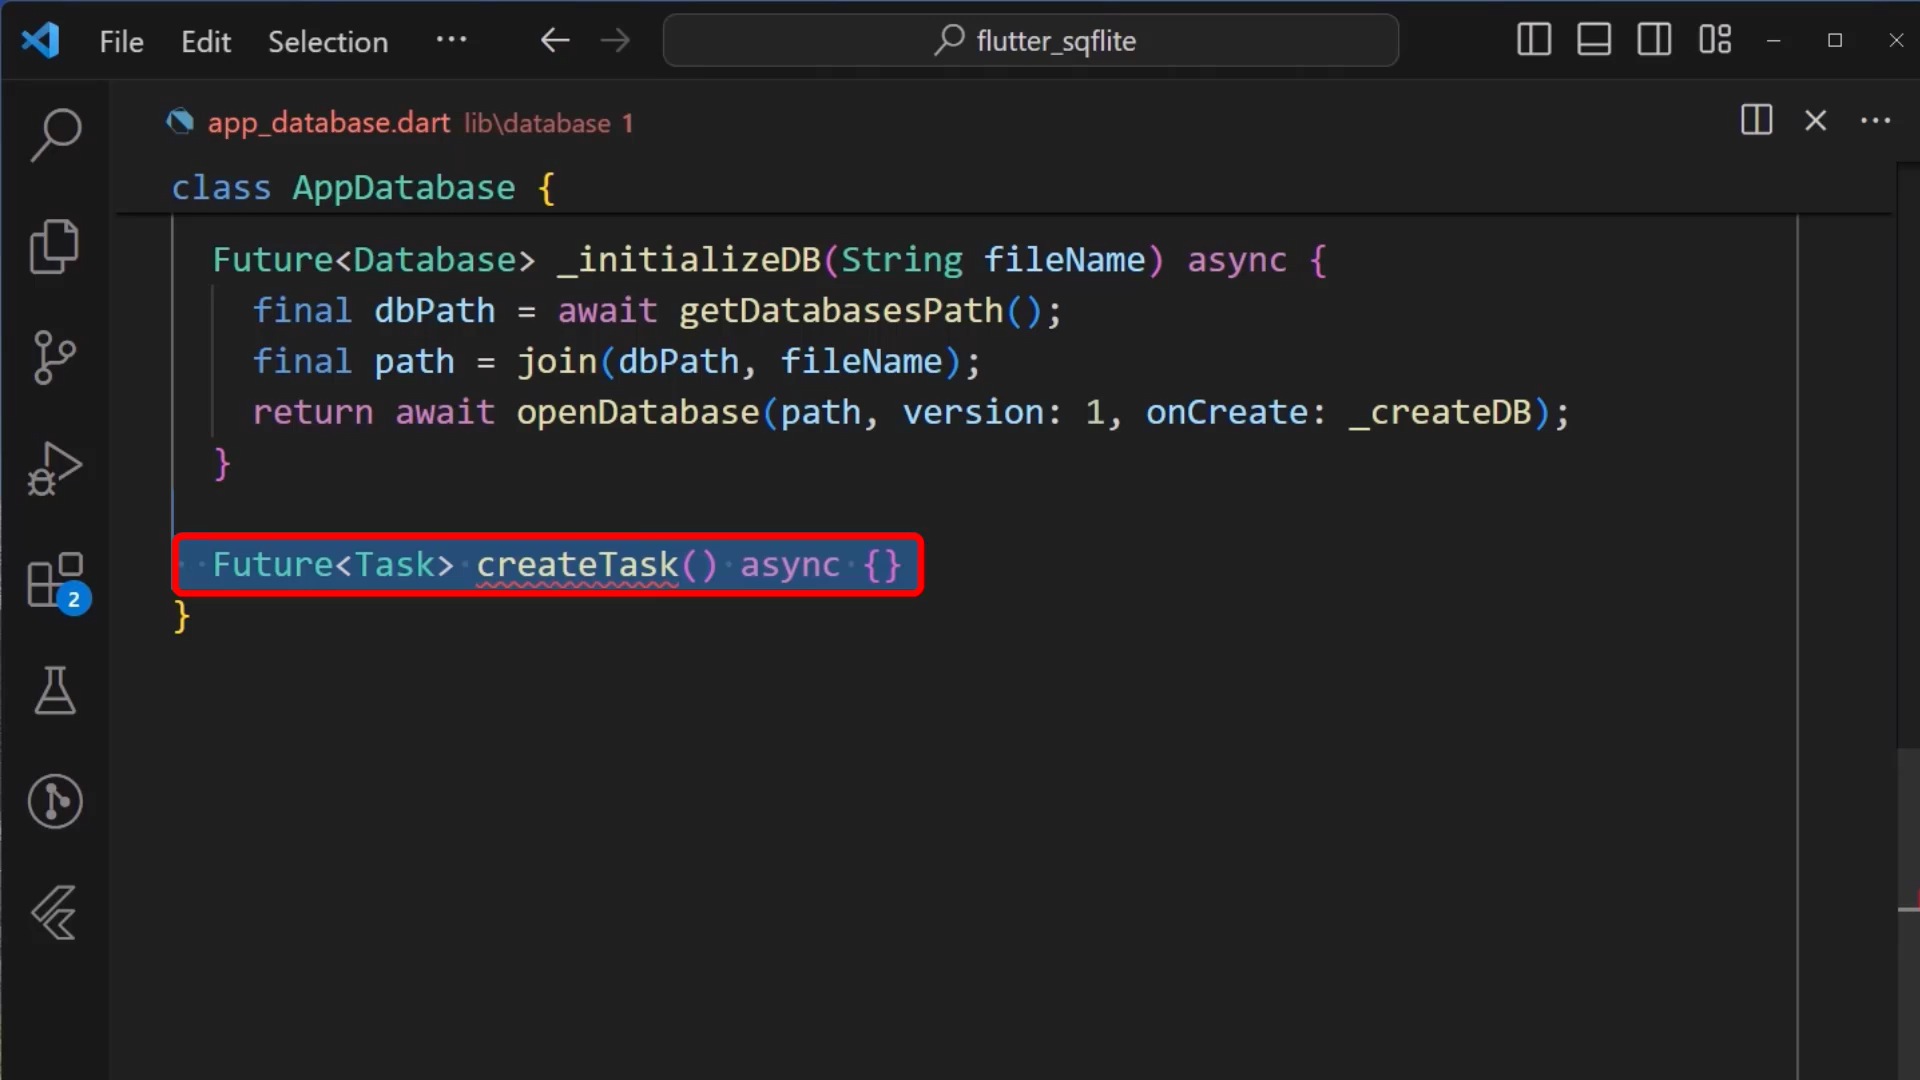 File Edit Selection ··· flutter_sqflite
app_database.dart lib\database 1
class AppDatabase {
Future<Database> _initializeDB(String fileName) async {
final dbPath = await getDatabasesPath();
final path = join(dbPath, fileName);
return await openDatabase(path, version: 1, onCreate: _createDB);
}
Future<Task> createTask() async {}
}
2